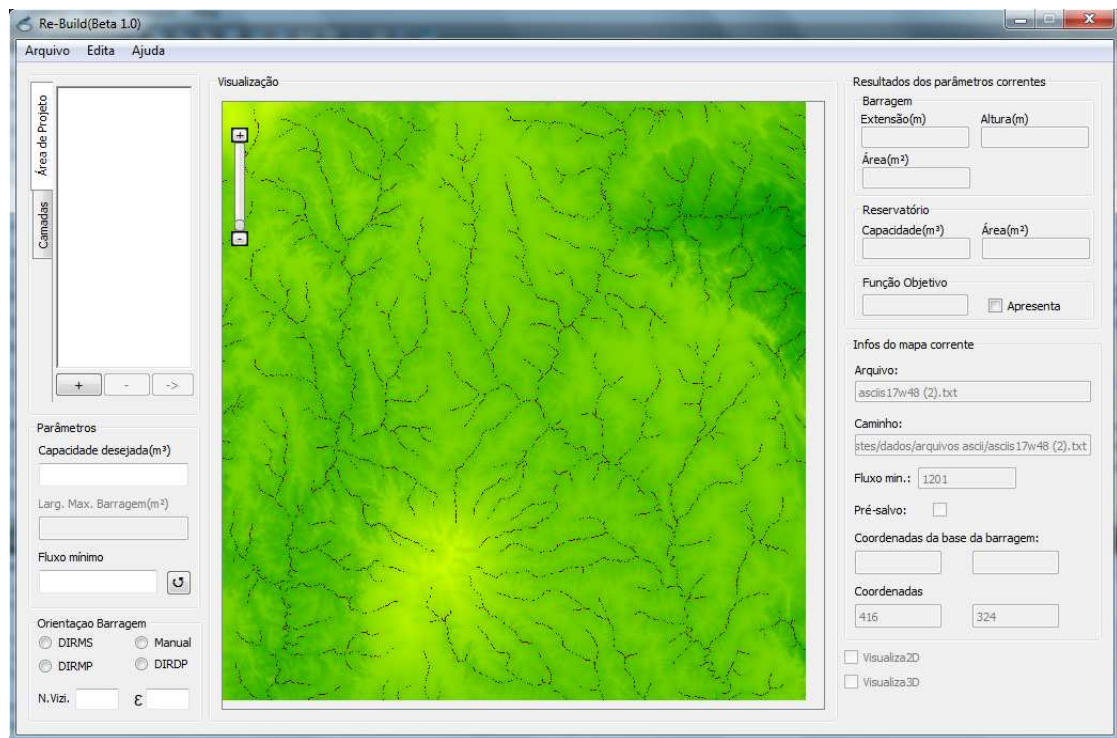 Re-Build(Beta 1.0)
Arquivo Edita Ajuda
Área de Projeto
Camadas
+ - ->
Parâmetros
Capacidade desejada(m³)
Larg. Max. Barragem(m²)
Fluxo mínimo
Orientaçao Barragem
DIRMS Manual
DIRMP DIRDP
N.Vizi. ε
Visualização
+
-
Resultados dos parâmetros correntes
Barragem
Extensão(m) Altura(m)
Área(m²)
Reservatório
Capacidade(m³) Área(m²)
Função Objetivo
Apresenta
Infos do mapa corrente
Arquivo:
asciis17w48 (2).txt
Caminho:
stes/dados/arquivos ascii/asciis17w48 (2).txt
Fluxo min.: 1201
Pré-salvo:
Coordenadas da base da barragem:
Coordenadas
416 324
Visualiza2D
Visualiza3D